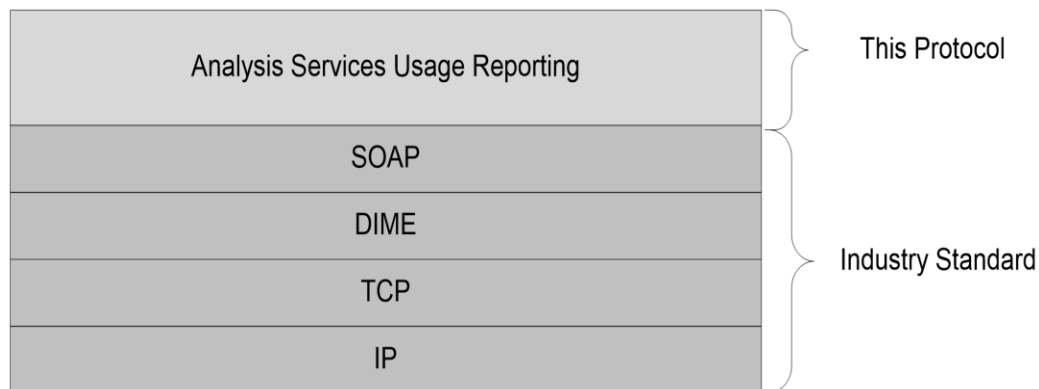 Analysis Services Usage Reporting
This Protocol
SOAP
DIME
TCP
IP
Industry Standard